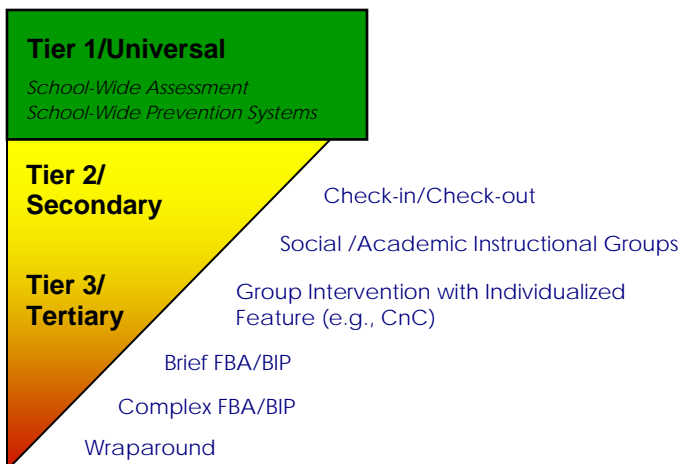 Tier 1/Universal
School-Wide Assessment
School-Wide Prevention Systems
Tier 2/
Secondary
Check-in/Check-out
Social /Academic Instructional Groups
Tier 3/
Tertiary
Group Intervention with Individualized
Feature (e.g., CnC)
Brief FBA/BIP
Complex FBA/BIP
Wraparound